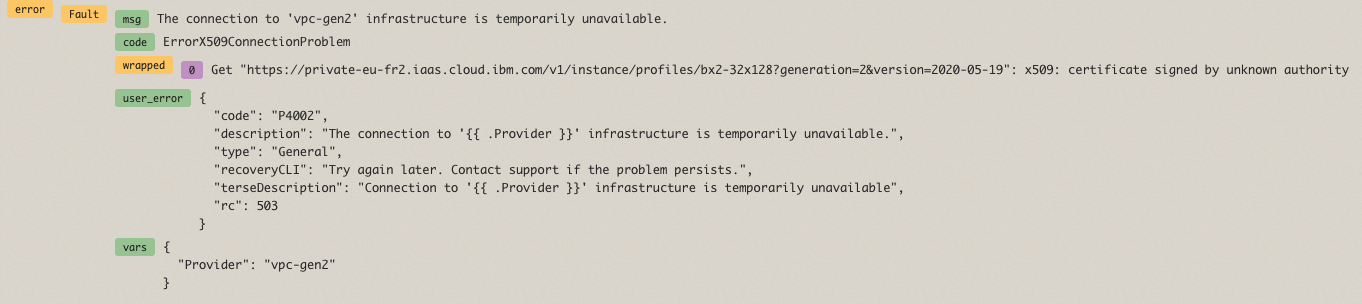 error Fault msg The connection to 'vpc-gen2' infrastructure is temporarily unavailable.
code ErrorX509ConnectionProblem
wrapped 0 Get "https://private-eu-fr2.iaas.cloud.ibm.com/v1/instance/profiles/bx2-32x128?generation=2&version=2020-05-19": x509: certificate signed by unknown authority
user_error {
"code": "P4002",
"description": "The connection to '{{ .Provider }}' infrastructure is temporarily unavailable.",
"type": "General",
"recoveryCLI": "Try again later. Contact support if the problem persists.",
"terseDescription": "Connection to '{{ .Provider }}' infrastructure is temporarily unavailable",
"rc": 503
}
vars {
"Provider": "vpc-gen2"
}